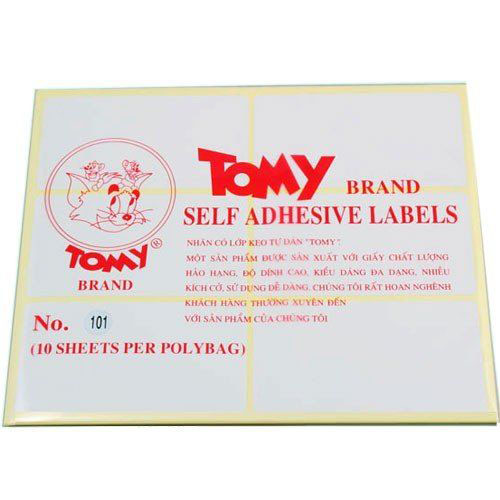 TOMY BRAND
SELF ADHESIVE LABELS
NHÃN CÓ LỚP KEO TỰ DÁN "TOMY".
MỘT SẢN PHẨM ĐƯỢC SẢN XUẤT VỚI GIẤY CHẤT LƯỢNG
HẢO HẠNG, ĐỘ DÍNH CAO, KIỂU DÁNG ĐA DẠNG, NHIỀU
KÍCH CỠ, SỬ DỤNG DỄ DÀNG. CHÚNG TÔI RẤT HOAN NGHÊNH
KHÁCH HÀNG THƯỜNG XUYÊN ĐẾN
VỚI SẢN PHẨM CỦA CHÚNG TÔI
TOMY ®
BRAND
No. 101
(10 SHEETS PER POLYBAG)